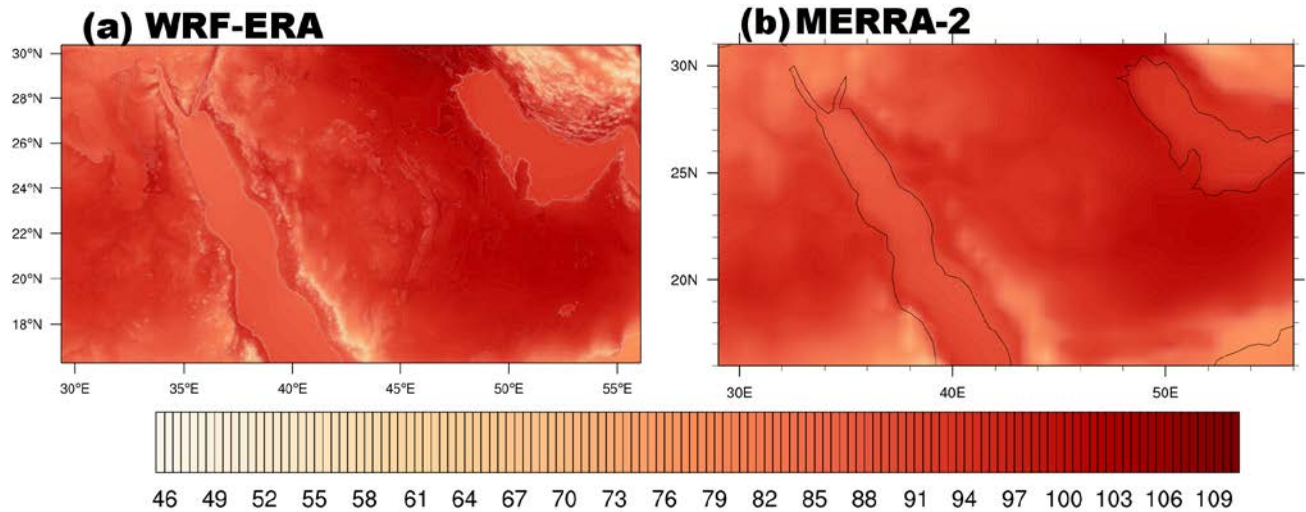 (a) WRF-ERA
(b) MERRA-2
30°N
28°N
26°N
24°N
22°N
20°N
18°N
30°E 35°E 40°E 45°E 50°E 55°E
30N
25N
20N
30E 40E 50E
46 49 52 55 58 61 64 67 70 73 76 79 82 85 88 91 94 97 100 103 106 109